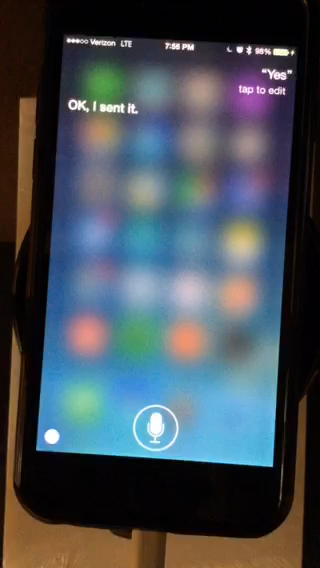 Verizon LTE 7:56 PM 95%
“Yes”
tap to edit
OK, I sent it.